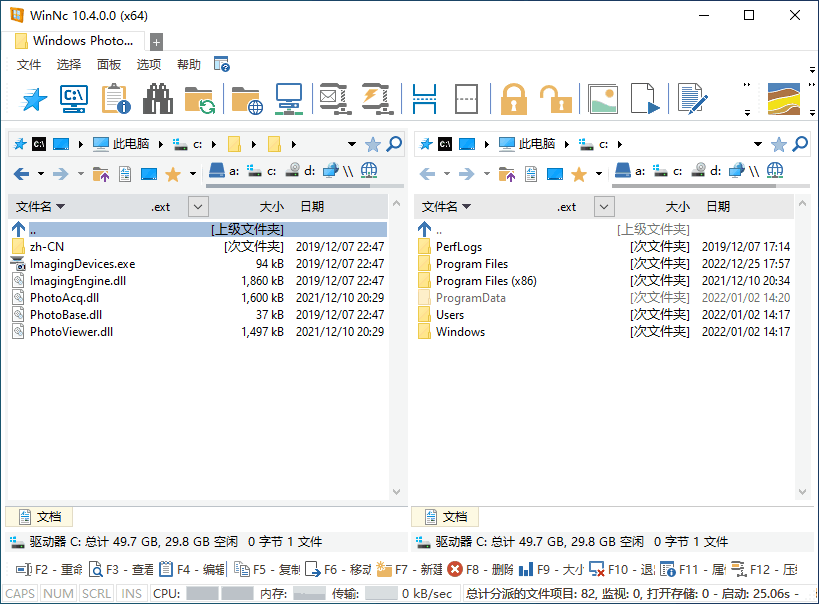 WinNc 10.4.0.0 (x64)
Windows Photo... +
文件 选择 面板 选项 帮助
C:\
C:\ 此电脑 c:
C:\ 此电脑 c:
a: c: d: \\
a: c: d: \\
文件名 .ext 大小 日期
.. [上级文件夹]
zh-CN [次文件夹] 2019/12/07 22:47
ImagingDevices.exe 94 kB 2019/12/07 22:47
ImagingEngine.dll 1,860 kB 2019/12/07 22:47
PhotoAcq.dll 1,600 kB 2021/12/10 20:29
PhotoBase.dll 37 kB 2019/12/07 22:47
PhotoViewer.dll 1,497 kB 2021/12/10 20:29
文件名 .ext 大小 日期
.. [上级文件夹]
PerfLogs [次文件夹] 2019/12/07 17:14
Program Files [次文件夹] 2022/12/25 17:57
Program Files (x86) [次文件夹] 2021/12/10 20:34
ProgramData [次文件夹] 2022/01/02 14:20
Users [次文件夹] 2022/01/02 14:17
Windows [次文件夹] 2022/01/02 14:17
文档
文档
驱动器 C: 总计 49.7 GB, 29.8 GB 空闲 0 字节 1 文件
驱动器 C: 总计 49.7 GB, 29.8 GB 空闲 0 字节 1 文件
F2 - 重命 F3 - 查看 F4 - 编辑 F5 - 复制 F6 - 移动 F7 - 新建 F8 - 删除 F9 - 大小 F10 - 退 F11 - 属 F12 - 压
CAPS NUM SCRL INS CPU: 内存: 传输: 0 kB/sec 总计分派的文件项目: 82, 监视: 0, 打开存储: 0 - 启动: 25.06s -